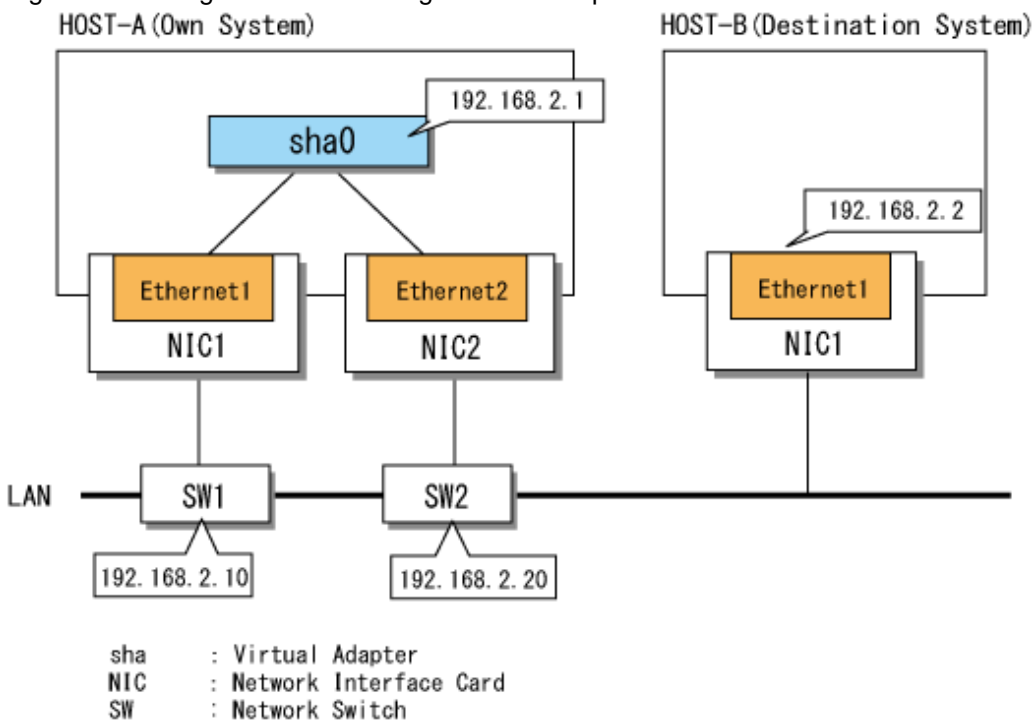 HOST-A(Own System)
HOST-B(Destination System)
192.168.2.1
sha0
192.168.2.2
Ethernet1
Ethernet2
Ethernet1
NIC1
NIC2
NIC1
LAN
SW1
SW2
192.168.2.10
192.168.2.20
sha : Virtual Adapter
NIC : Network Interface Card
SW : Network Switch